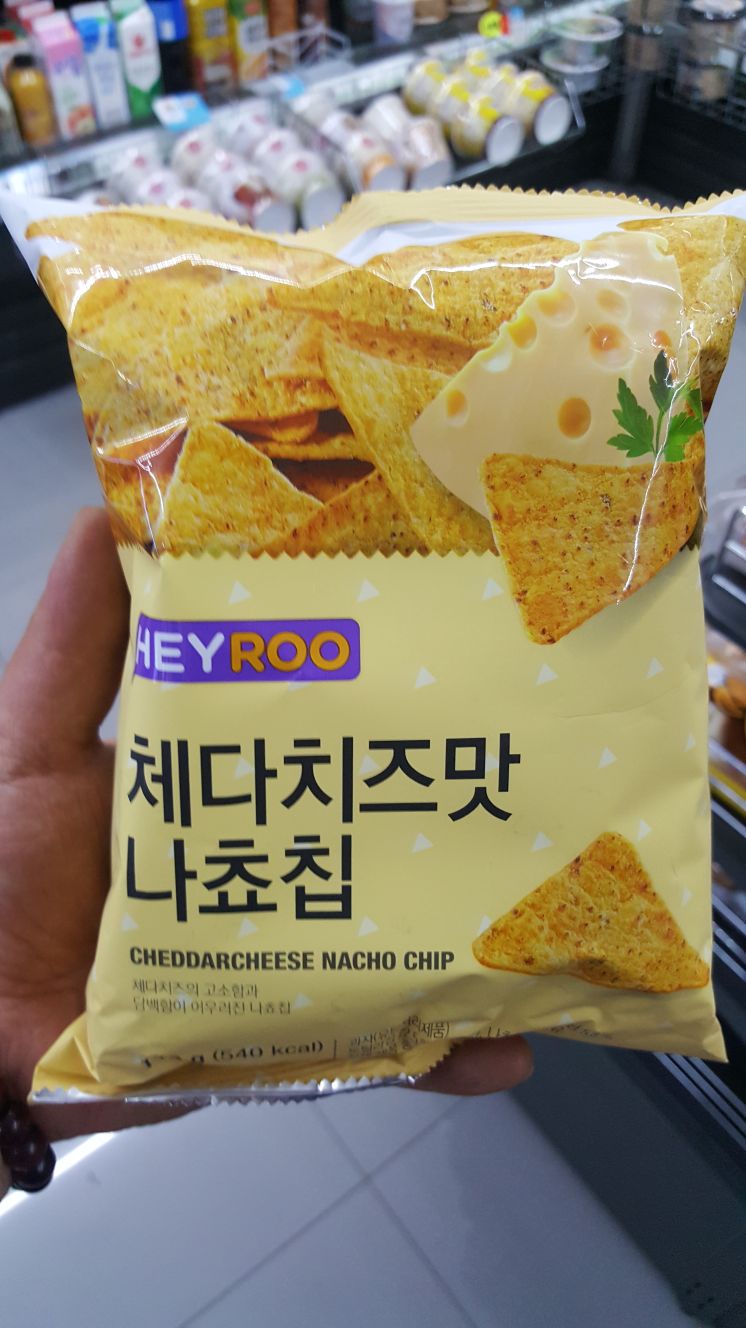 HEYROO
체다치즈맛
나쵸칩
CHEDDARCHEESE NACHO CHIP
체다치즈의 고소함과
담백함이 어우러진 나쵸칩
g (540 kcal)